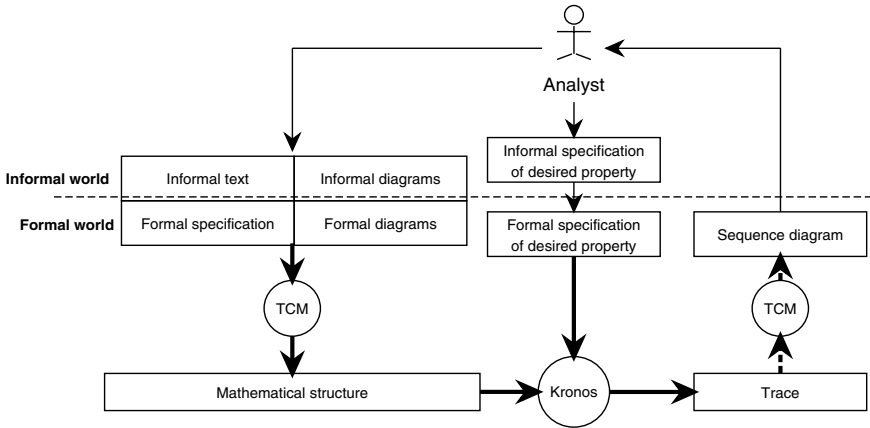 Analyst
Informal specification
of desired property
Informal world
Informal text
Informal diagrams
Formal world
Formal specification
Formal diagrams
Formal specification
of desired property
Sequence diagram
TCM
TCM
Mathematical structure
Kronos
Trace